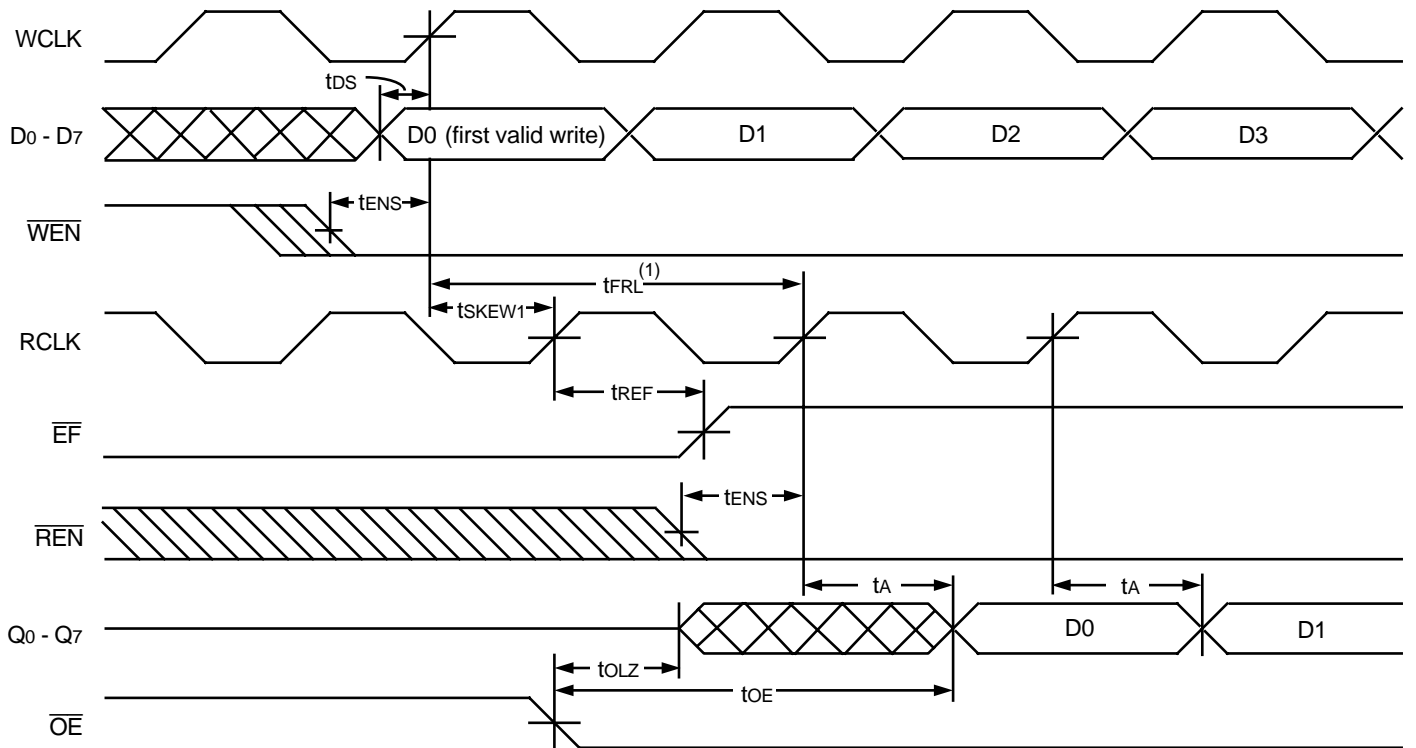 WCLK
tDS
D0 - D7
D0 (first valid write)
D1
D2
D3
tENS
WEN
tFRL(1)
tSKEW1
RCLK
tREF
EF
tENS
REN
tA
tA
Q0 - Q7
D0
D1
tOLZ
tOE
OE